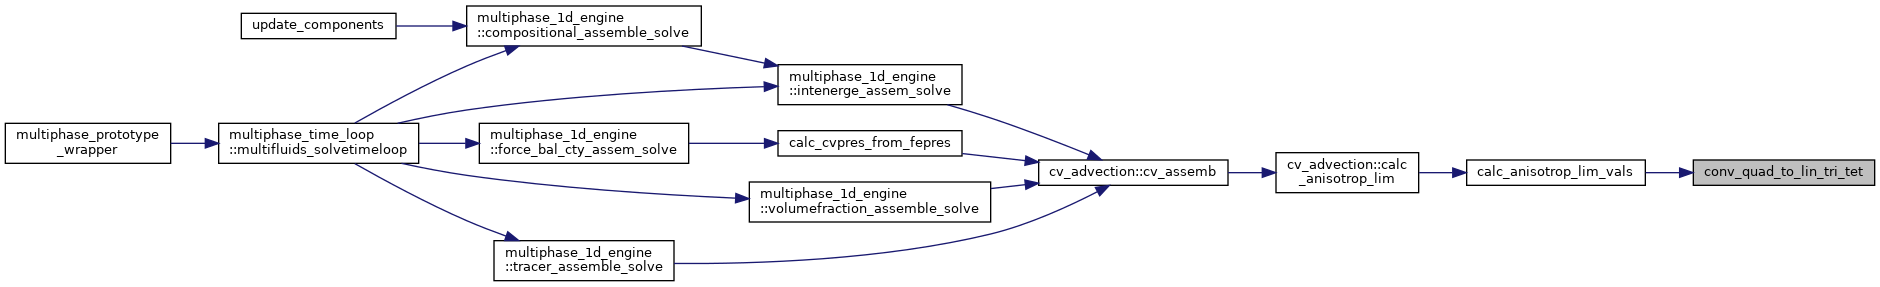 update_components
multiphase_1d_engine
::compositional_assemble_solve
multiphase_1d_engine
::intenerge_assem_solve
multiphase_prototype
_wrapper
multiphase_time_loop
::multifluids_solvetimeloop
multiphase_1d_engine
::force_bal_cty_assem_solve
calc_cvpres_from_fepres
cv_advection::cv_assemb
cv_advection::calc
_anisotrop_lim
calc_anisotrop_lim_vals
conv_quad_to_lin_tri_tet
multiphase_1d_engine
::volumefraction_assemble_solve
multiphase_1d_engine
::tracer_assemble_solve